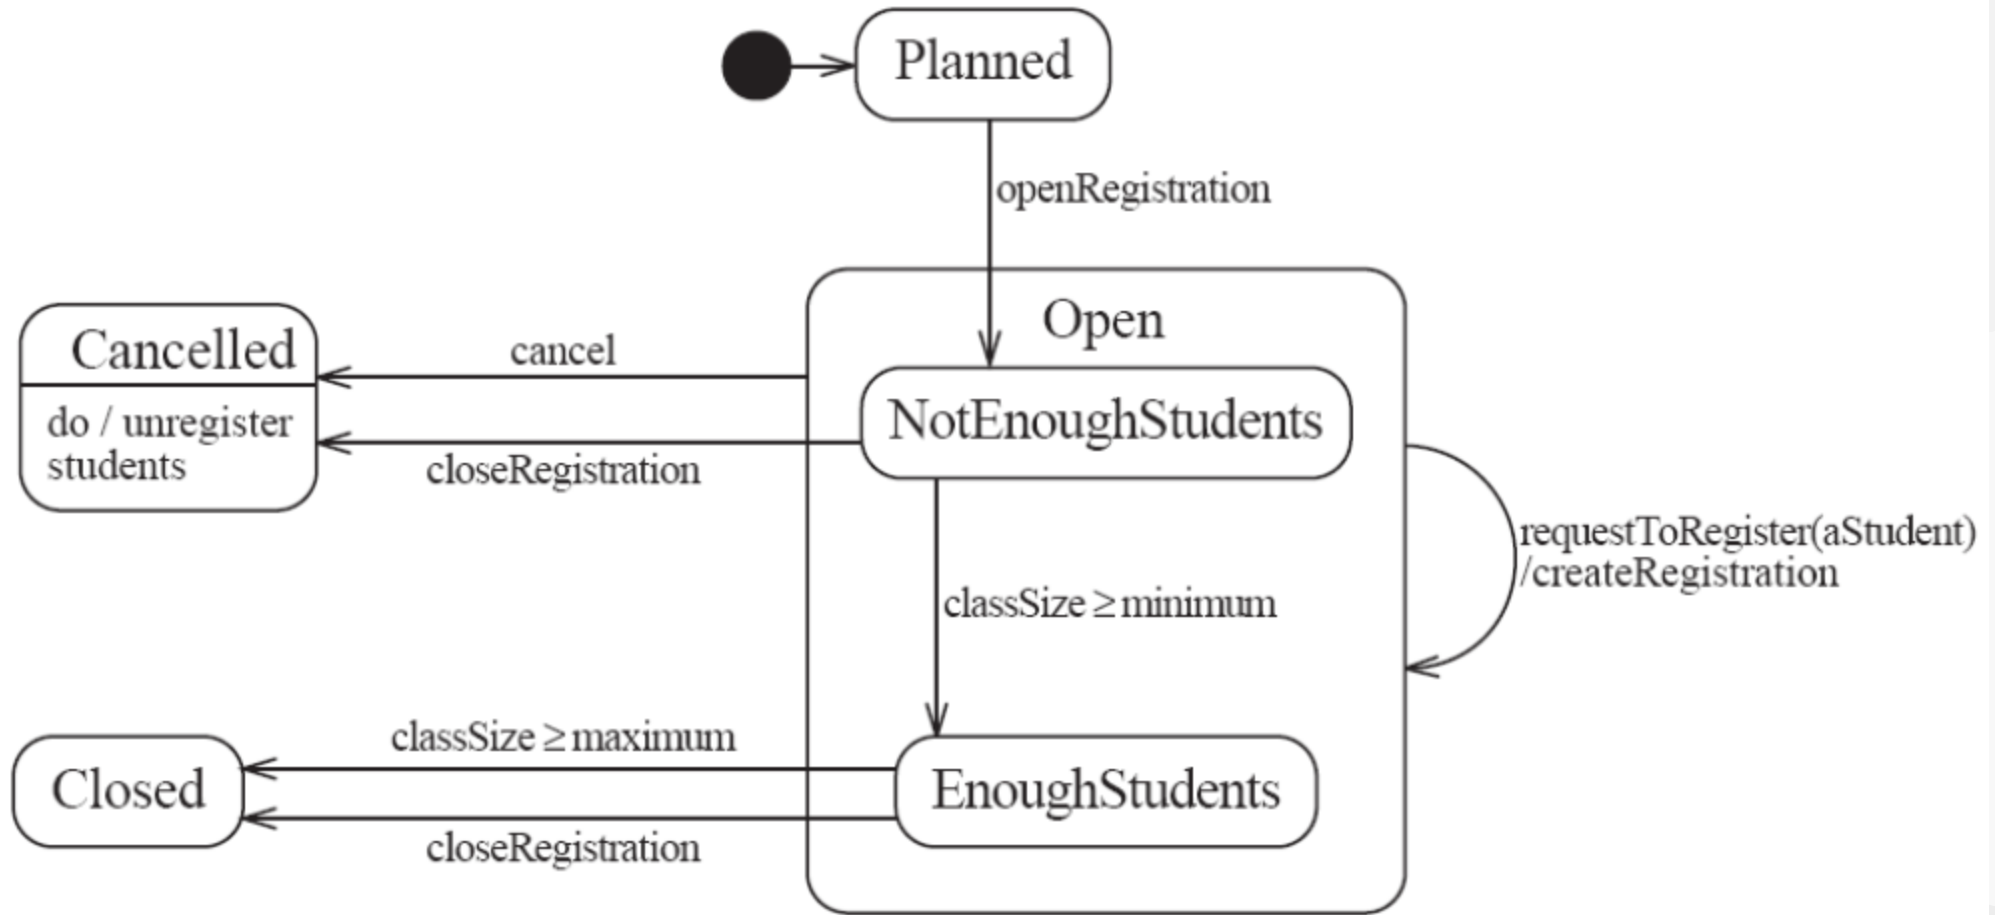 Planned
openRegistration
Open
Cancelled
cancel
do / unregister
students
NotEnoughStudents
closeRegistration
requestToRegister(aStudent)
/createRegistration
classSize ≥ minimum
classSize ≥ maximum
Closed
EnoughStudents
closeRegistration